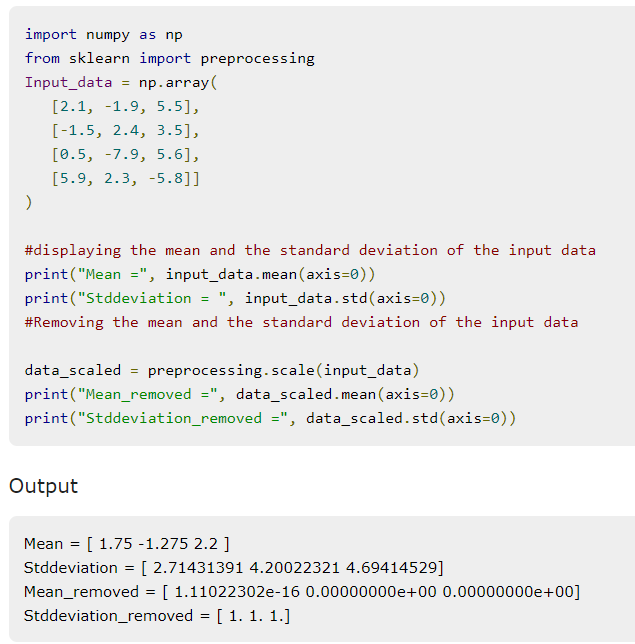 import numpy as np
from sklearn import preprocessing
Input_data = np.array(
[2.1, -1.9, 5.5],
[-1.5, 2.4, 3.5],
[0.5, -7.9, 5.6],
[5.9, 2.3, -5.8]]
)
#displaying the mean and the standard deviation of the input data
print("Mean =", input_data.mean(axis=0))
print("Stddeviation = ", input_data.std(axis=0))
#Removing the mean and the standard deviation of the input data
data_scaled = preprocessing.scale(input_data)
print("Mean_removed =", data_scaled.mean(axis=0))
print("Stddeviation_removed =", data_scaled.std(axis=0))
Output
Mean = [ 1.75 -1.275 2.2 ]
Stddeviation = [ 2.71431391 4.20022321 4.69414529]
Mean_removed = [ 1.11022302e-16 0.00000000e+00 0.00000000e+00]
Stddeviation_removed = [ 1. 1. 1.]